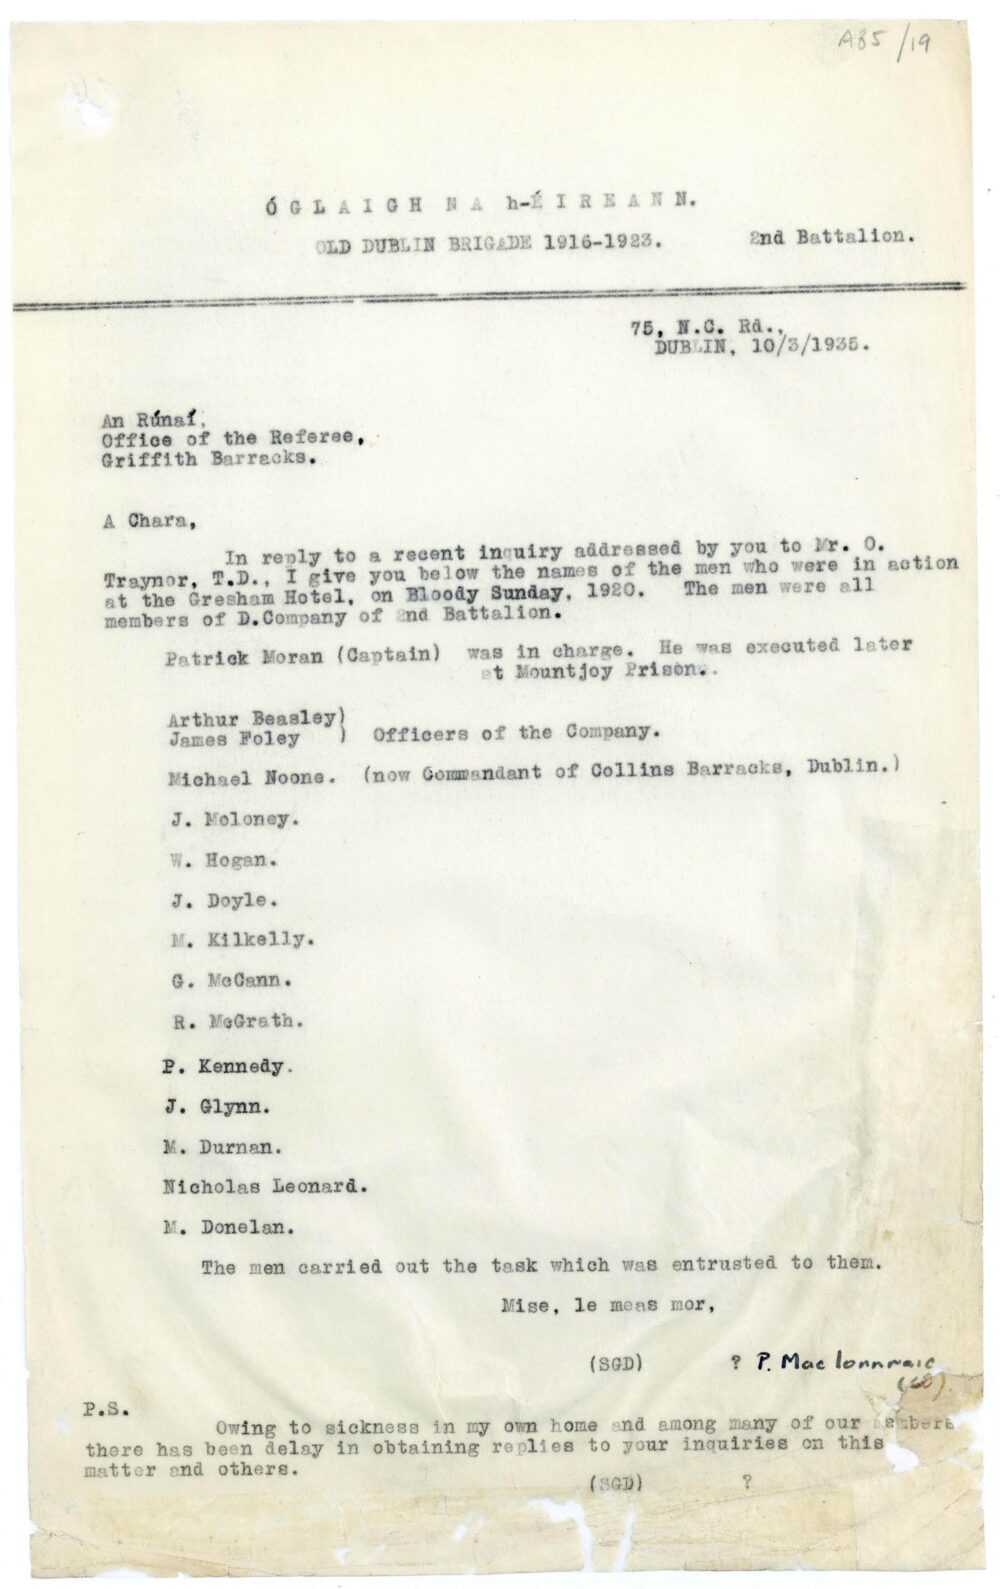 A85/19
ÓGLAIGH NA h-ÉIREANN.
OLD DUBLIN BRIGADE 1916-1923. 2nd Battalion.
75, N.C. Rd.,
DUBLIN, 10/3/1935.
An Rúnaí,
Office of the Referee,
Griffith Barracks.
A Chara,
In reply to a recent inquiry addressed by you to Mr. O.
Traynor, T.D., I give you below the names of the men who were in action
at the Gresham Hotel, on Bloody Sunday, 1920. The men were all
members of D.Company of 2nd Battalion.
Patrick Moran (Captain) was in charge. He was executed later
at Mountjoy Prison.
Arthur Beasley)
James Foley ) Officers of the Company.
Michael Noone. (now Commandant of Collins Barracks, Dublin.)
J. Moloney.
W. Hogan.
J. Doyle.
M. Kilkelly.
G. McCann.
R. McGrath.
P. Kennedy.
J. Glynn.
M. Durnan.
Nicholas Leonard.
M. Donelan.
The men carried out the task which was entrusted to them.
Mise, le meas mor,
(SGD) ? P. Mac Ionnraic
P.S.
Owing to sickness in my own home and among many of our members
there has been delay in obtaining replies to your inquiries on this
matter and others.
(SGD) ?